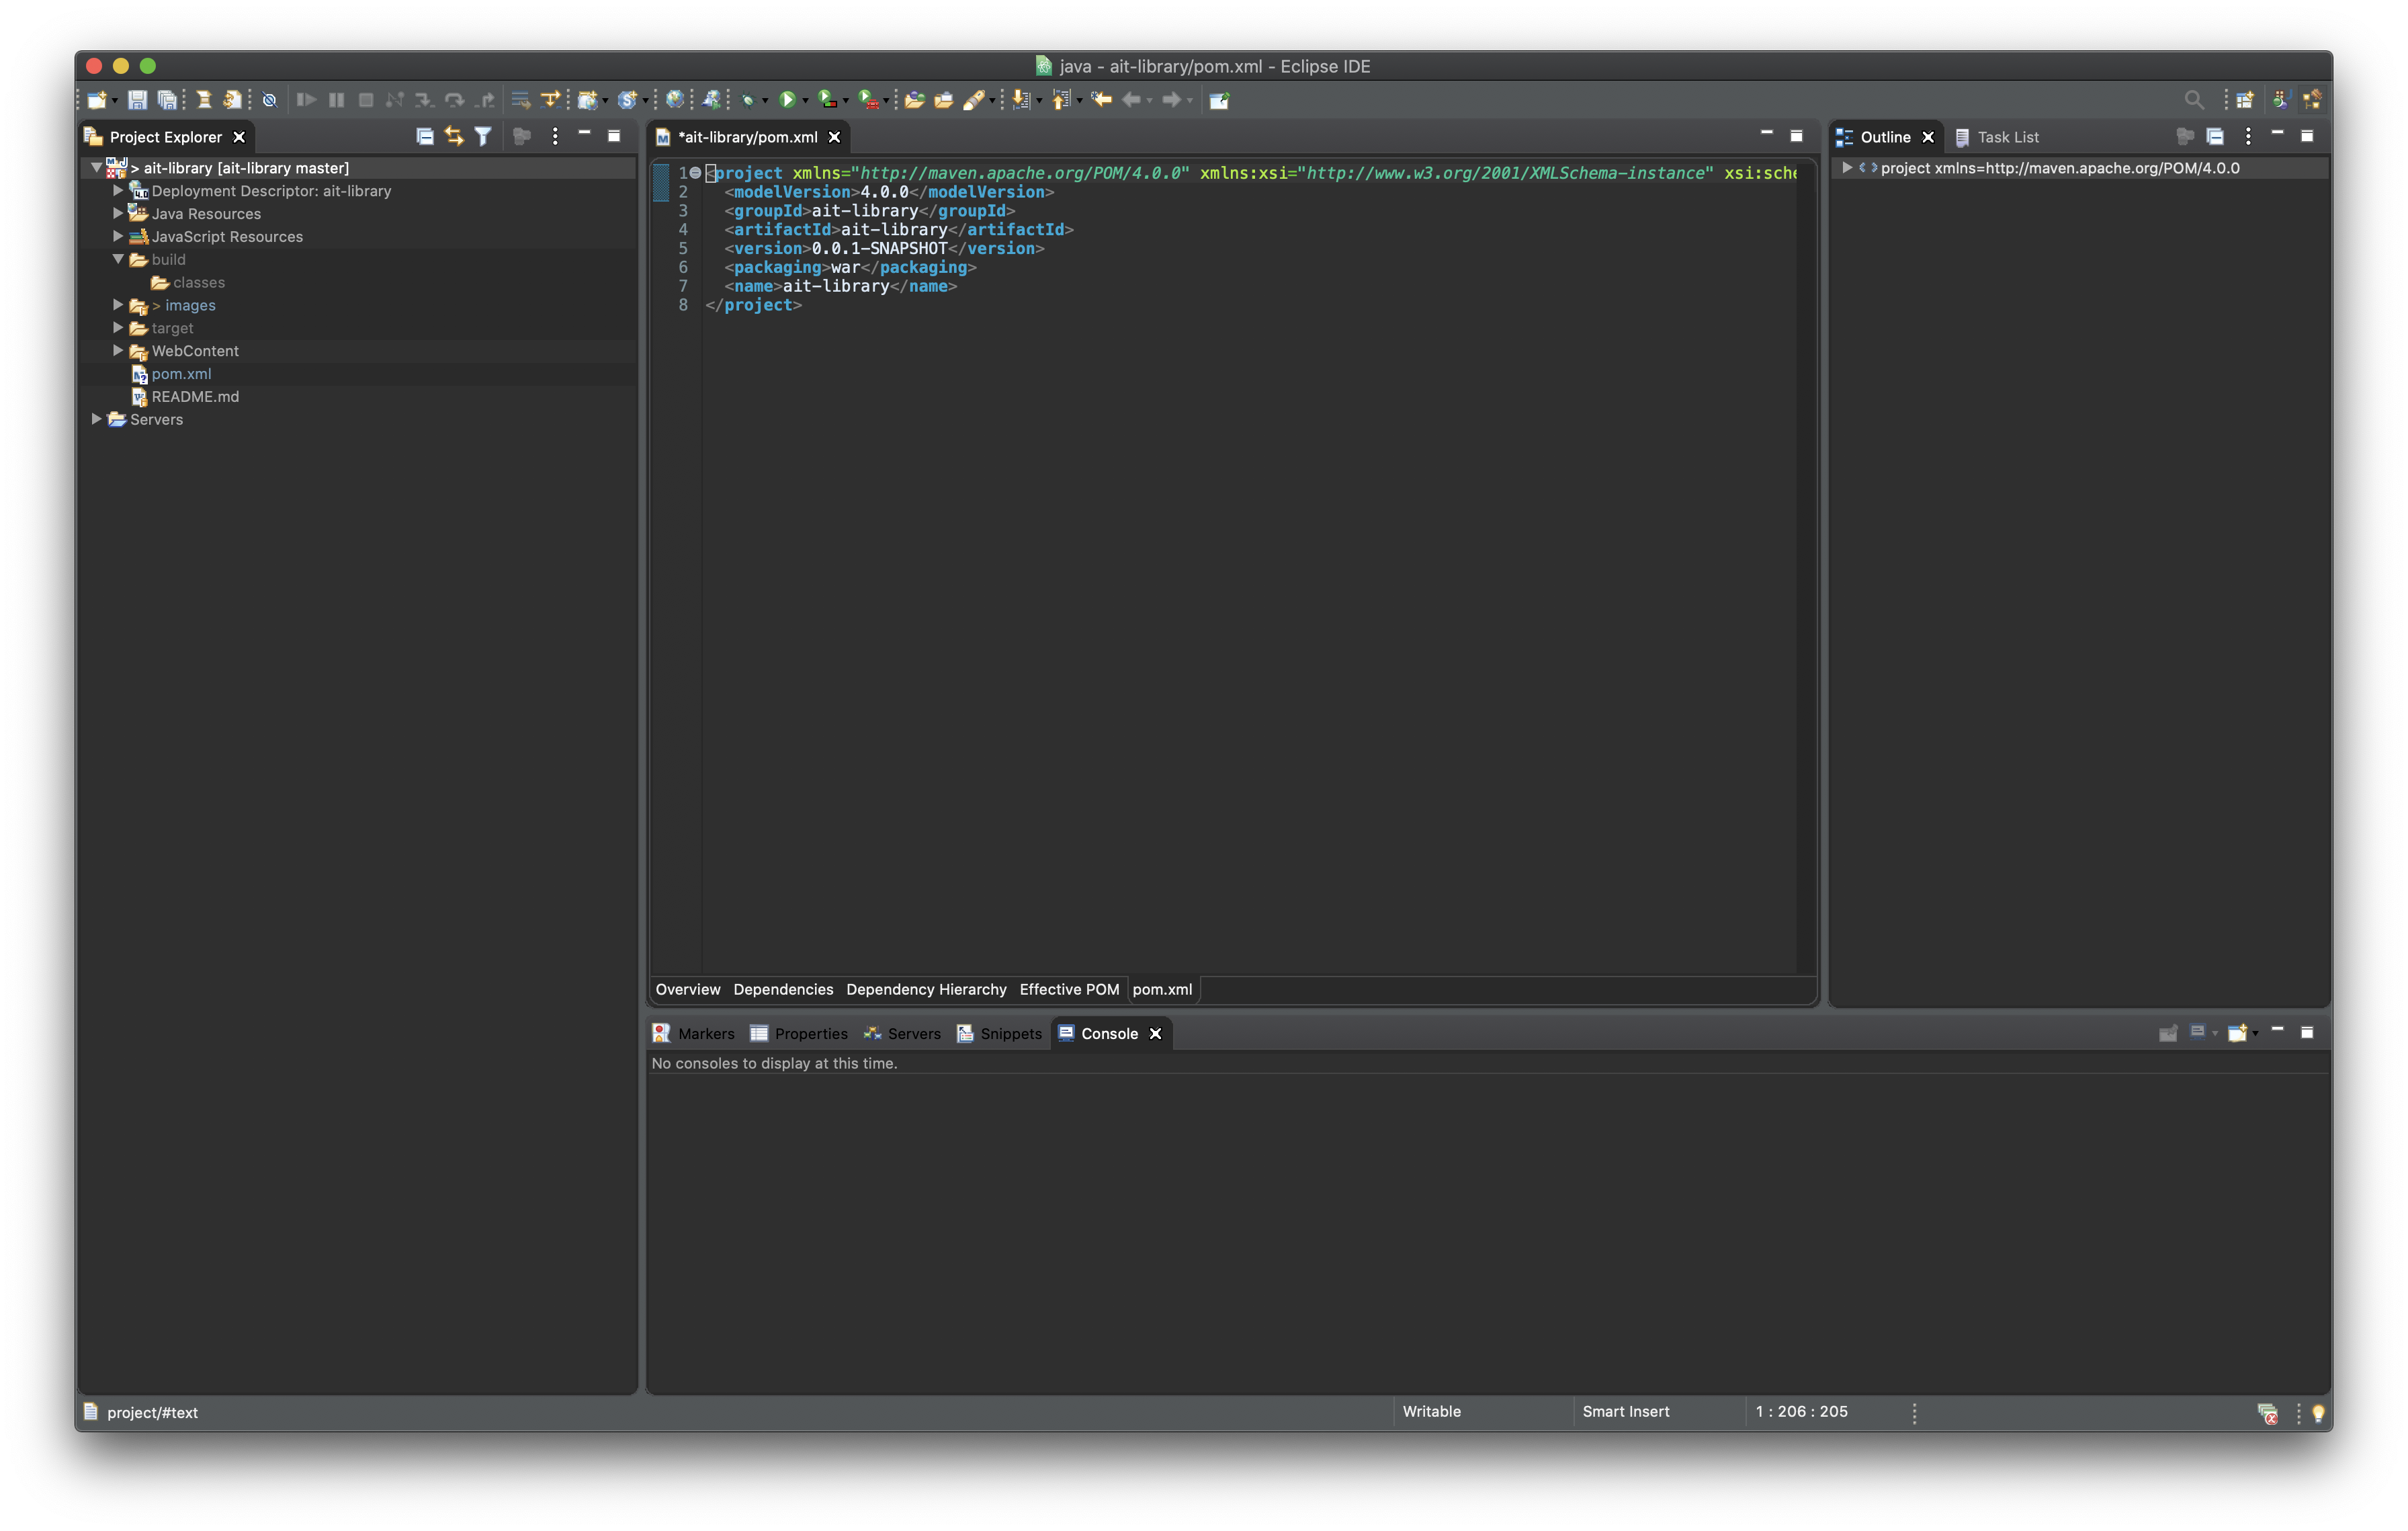 java - ait-library/pom.xml - Eclipse IDE
Project Explorer
> ait-library [ait-library master]
Deployment Descriptor: ait-library
Java Resources
JavaScript Resources
build
classes
> images
target
WebContent
pom.xml
README.md
Servers
*ait-library/pom.xml
1 <project xmlns="http://maven.apache.org/POM/4.0.0" xmlns:xsi="http://www.w3.org/2001/XMLSchema-instance" xsi:sche
2 <modelVersion>4.0.0</modelVersion>
3 <groupId>ait-library</groupId>
4 <artifactId>ait-library</artifactId>
5 <version>0.0.1-SNAPSHOT</version>
6 <packaging>war</packaging>
7 <name>ait-library</name>
8 </project>
Overview Dependencies Dependency Hierarchy Effective POM pom.xml
Outline Task List
project xmlns=http://maven.apache.org/POM/4.0.0
Markers Properties Servers Snippets Console
No consoles to display at this time.
project/#text Writable Smart Insert 1 : 206 : 205